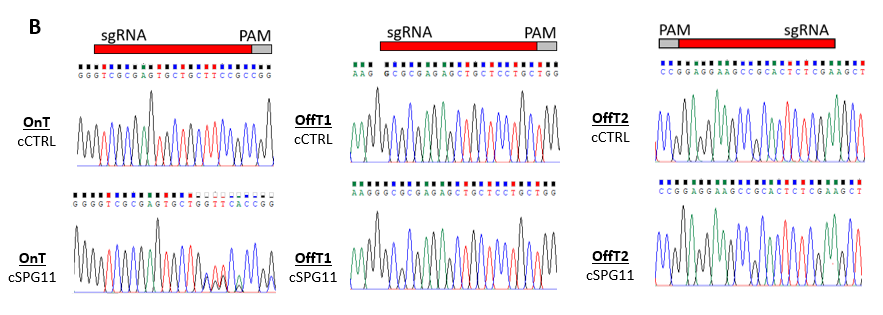 B
sgRNA PAM
GGGTCGCGAGTGCTGCTTCCGCCGG
OnT
cCTRL
GGGGTCGCGAGTGCTGGTTCACCGG
OnT
cSPG11
sgRNA PAM
AAG GCGCGAGAGCTGCTCCTGCTGG
OffT1
cCTRL
AAGGGCGCGAGAGCTGCTCCTGCTGG
OffT1
cSPG11
PAM sgRNA
CCGGAGGAAGCCGCACTCTCGAAGCT
OffT2
cCTRL
CCGGAGGAAGCCGCACTCTCGAAGCT
OffT2
cSPG11